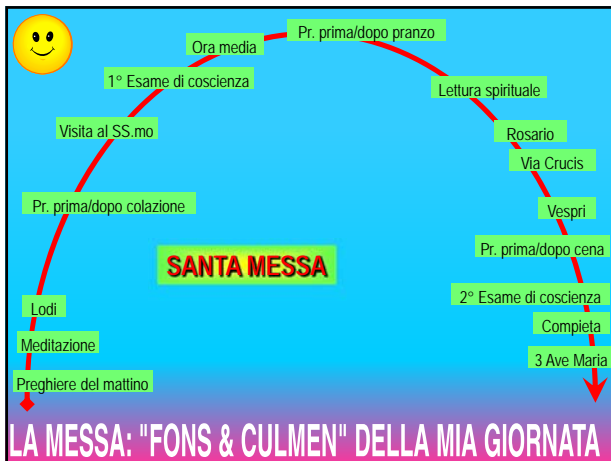 Ora media
Pr. prima/dopo pranzo
1° Esame di coscienza
Lettura spirituale
Visita al SS.mo
Rosario
Via Crucis
Pr. prima/dopo colazione
Vespri
Pr. prima/dopo cena
SANTA MESSA
2° Esame di coscienza
Lodi
Compieta
Meditazione
3 Ave Maria
Preghiere del mattino
LA MESSA: "FONS & CULMEN" DELLA MIA GIORNATA